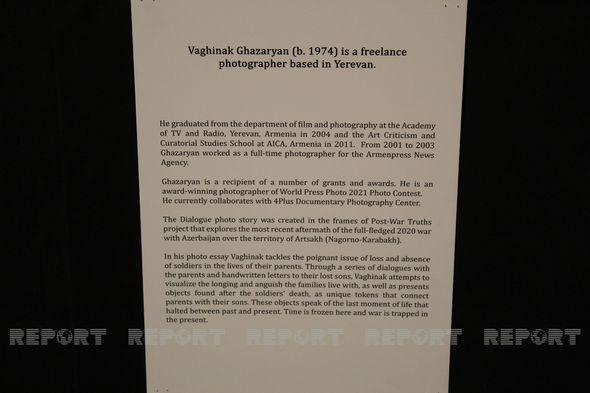 Vaghinak Ghazaryan (b. 1974) is a freelance
photographer based in Yerevan.
He graduated from the department of film and photography at the Academy
of TV and Radio, Yerevan, Armenia in 2004 and the Art Criticism and
Curatorial Studies School at AICA, Armenia in 2011. From 2001 to 2003
Ghazaryan worked as a full-time photographer for the Armenpress News
Agency.
Ghazaryan is a recipient of a number of grants and awards. He is an
award-winning photographer of World Press Photo 2021 Photo Contest.
He currently collaborates with 4Plus Documentary Photography Center.
The Dialogue photo story was created in the frames of Post-War Truths
project that explores the most recent aftermath of the full-fledged 2020 war
with Azerbaijan over the territory of Artsakh (Nagorno-Karabakh).
In his photo essay Vaghinak tackles the poignant issue of loss and absence
of soldiers in the lives of their parents. Through a series of dialogues with
the parents and handwritten letters to their lost sons, Vaghinak attempts to
visualize the longing and anguish the families live with, as well as presents
objects found after the soldiers' death, as unique tokens that connect
parents with their sons. These objects speak of the last moment of life that
halted between past and present. Time is frozen here and war is trapped in
the present.
REPORT REPORT REPORT REPORT REPORT